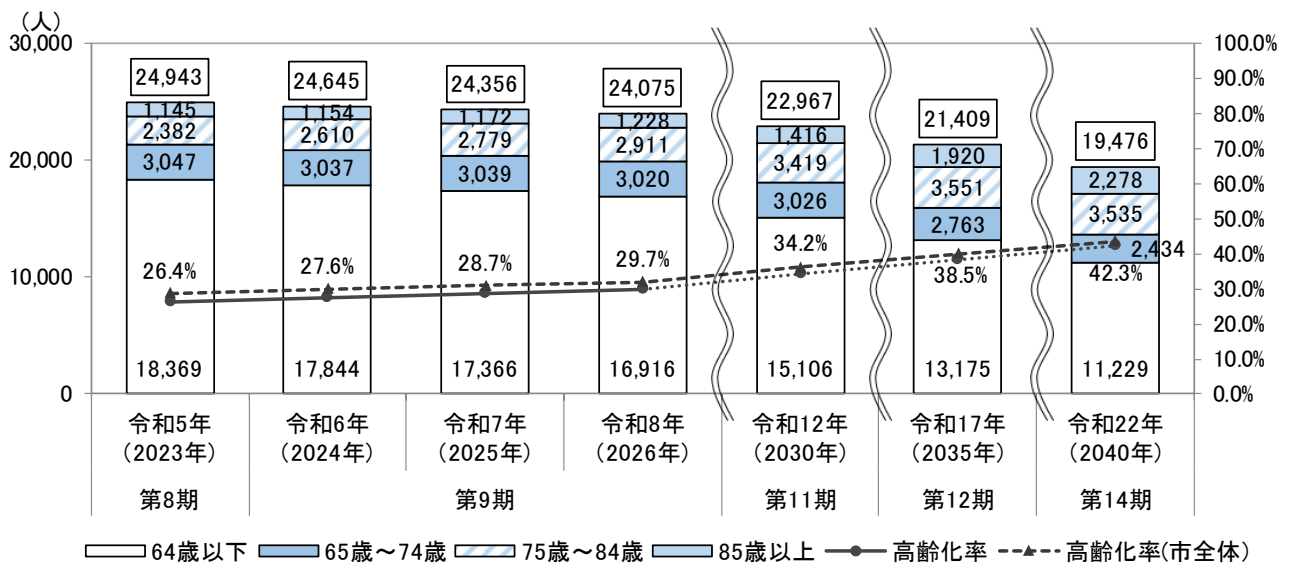 (人)
30,000
20,000
10,000
0
100.0%
90.0%
80.0%
70.0%
60.0%
50.0%
40.0%
30.0%
20.0%
10.0%
0.0%
24,943 24,645 24,356 24,075 22,967 21,409 19,476
1,145 1,154 1,172 1,228 1,416 1,920 2,278
2,382 2,610 2,779 2,911 3,419 3,551 3,535
3,047 3,037 3,039 3,020 3,026 2,763 2,434
26.4% 27.6% 28.7% 29.7% 34.2% 38.5% 42.3%
18,369 17,844 17,366 16,916 15,106 13,175 11,229
令和5年 令和6年 令和7年 令和8年 令和12年 令和17年 令和22年
(2023年) (2024年) (2025年) (2026年) (2030年) (2035年) (2040年)
第8期 第9期 第11期 第12期 第14期
64歳以下 65歳~74歳 75歳~84歳 85歳以上 高齢化率 高齢化率(市全体)